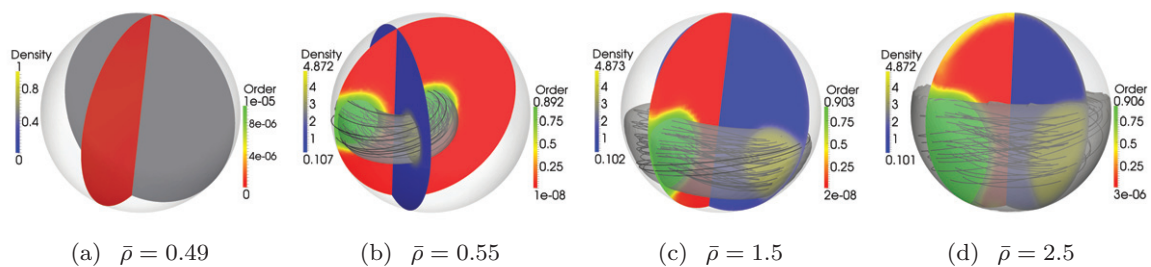 Density
1
0.8
0.4
0
Order
1e-05
8e-06
4e-06
0
Density
4.872
4
3
2
1
0.107
Order
0.892
0.75
0.5
0.25
1e-08
Density
4.873
4
3
2
1
0.102
Order
0.903
0.75
0.5
0.25
2e-08
Density
4.872
4
3
2
1
0.101
Order
0.906
0.75
0.50
0.25
3e-06
(a) ρ̄ = 0.49
(b) ρ̄ = 0.55
(c) ρ̄ = 1.5
(d) ρ̄ = 2.5